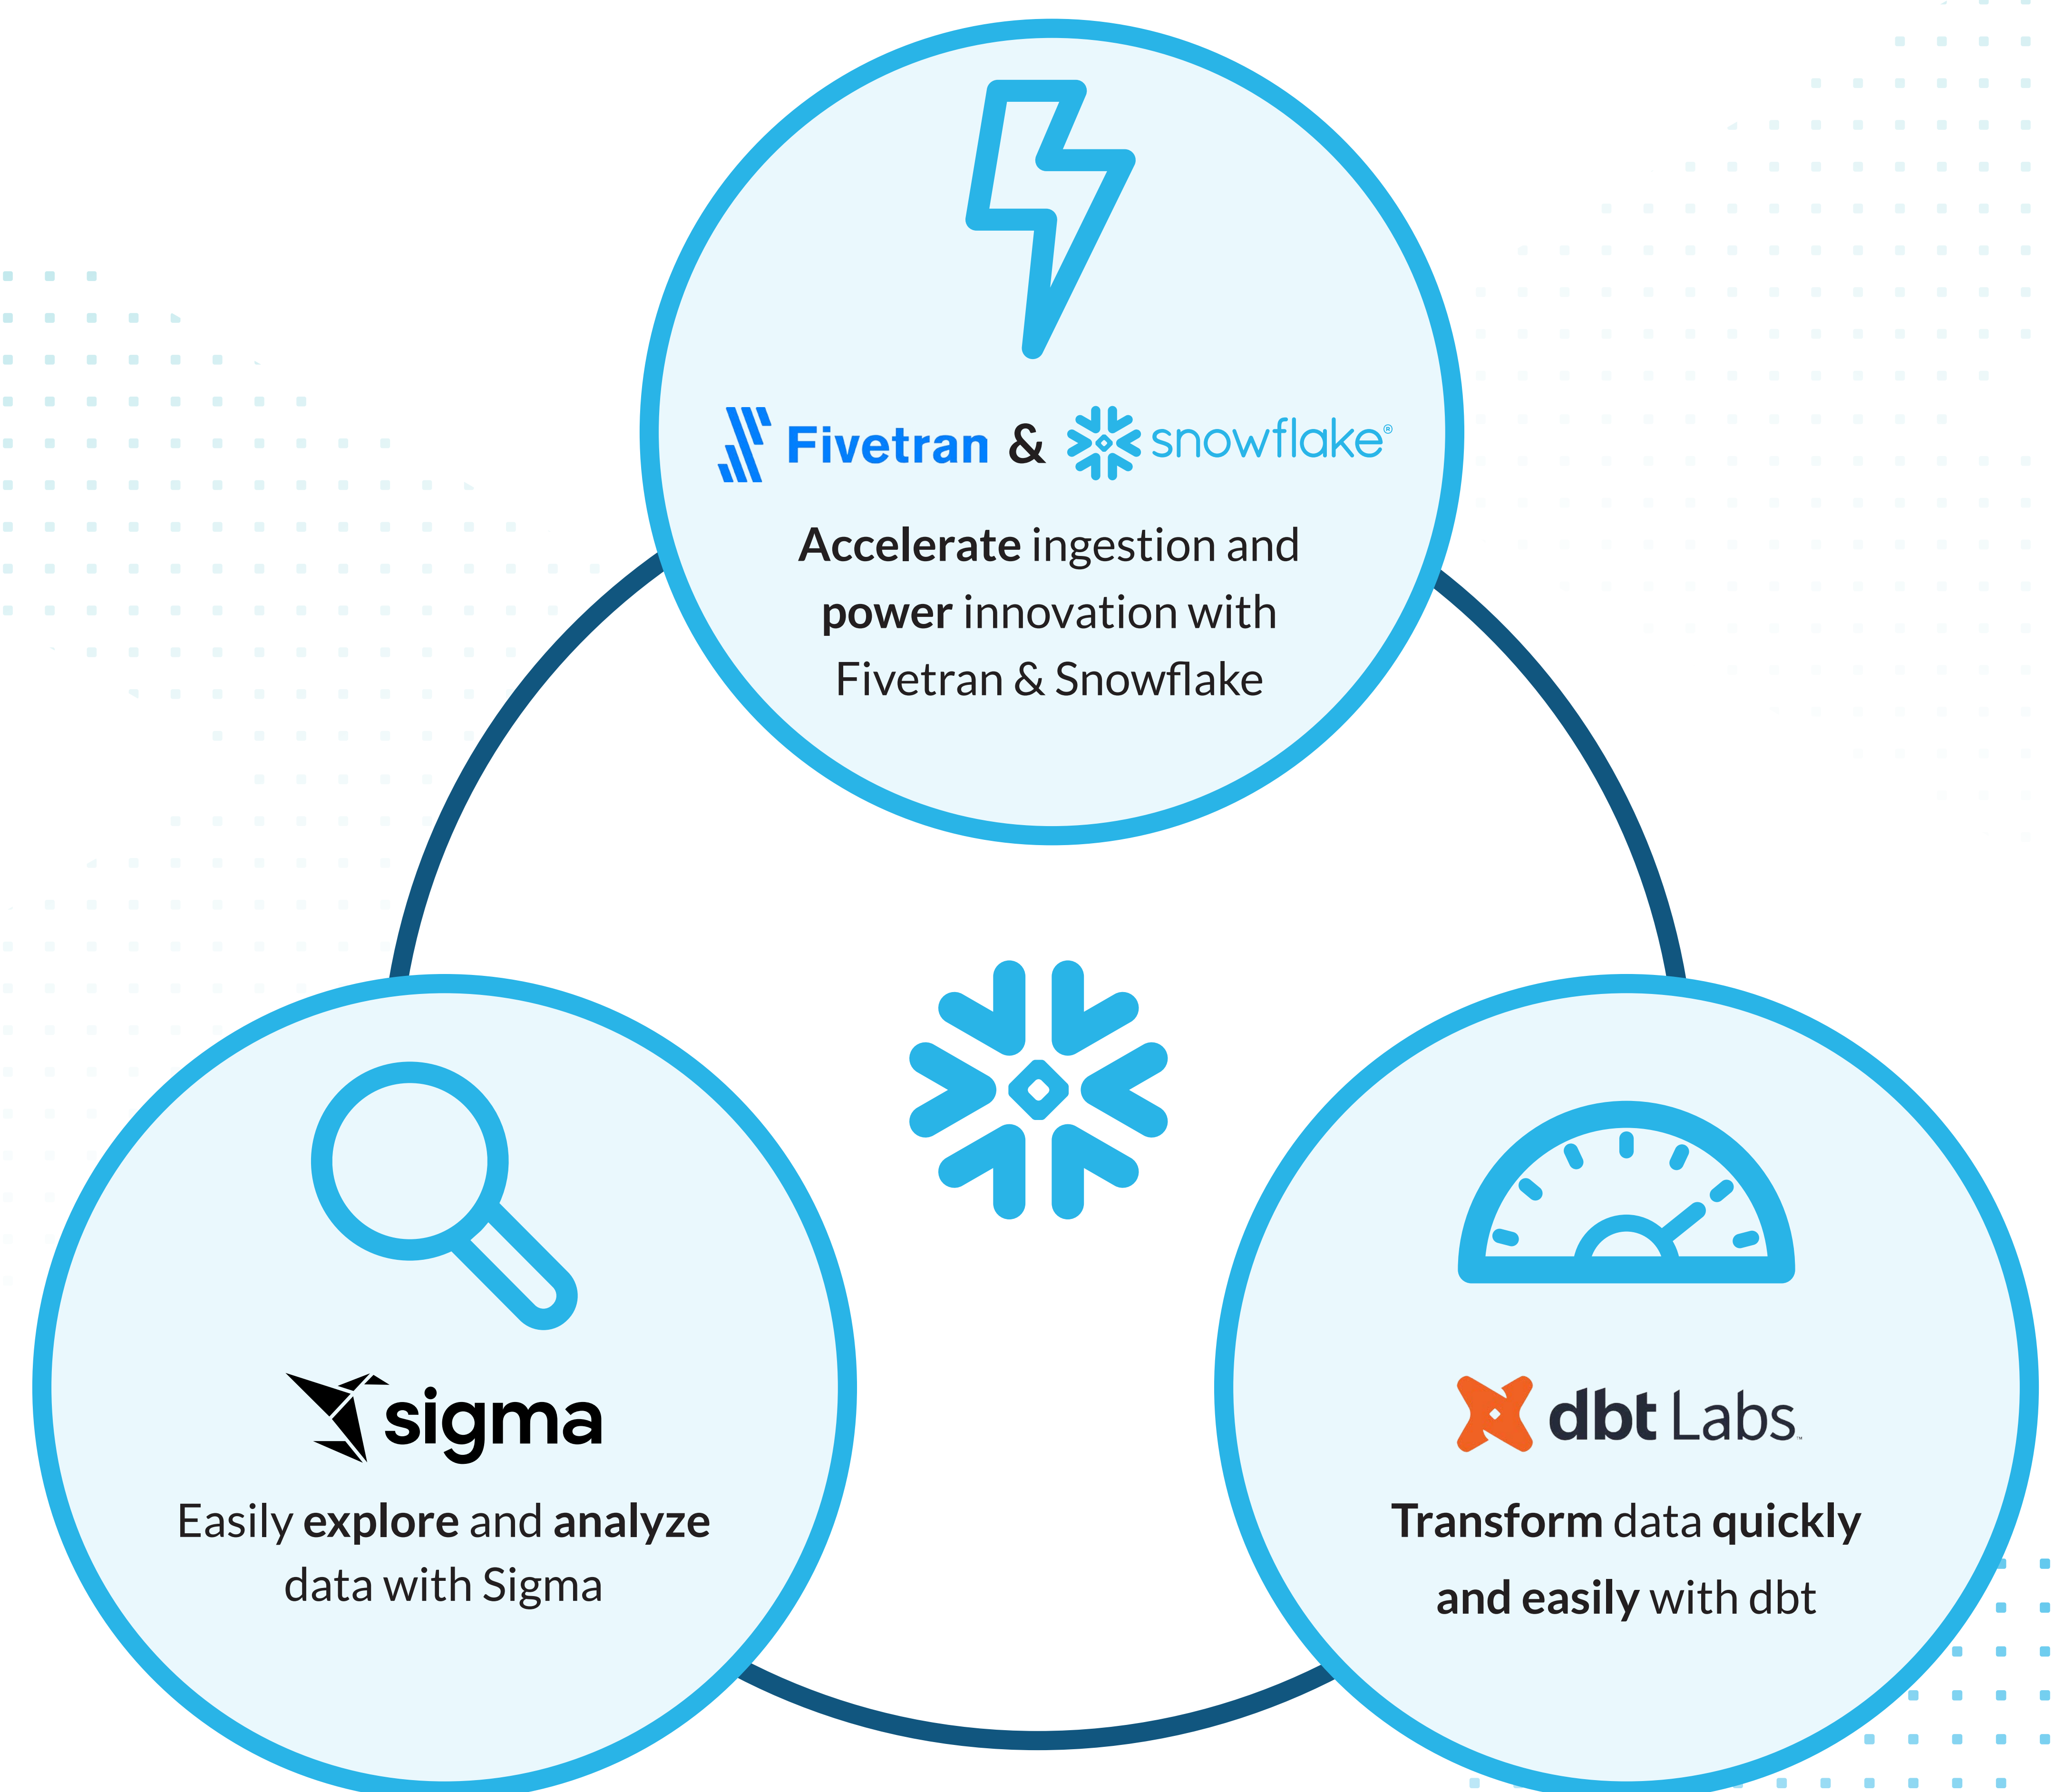 Fivetran & snowflake®
Accelerate ingestion and
power innovation with
Fivetran & Snowflake
sigma
Easily explore and analyze
data with Sigma
dbt Labs™
Transform data quickly
and easily with dbt